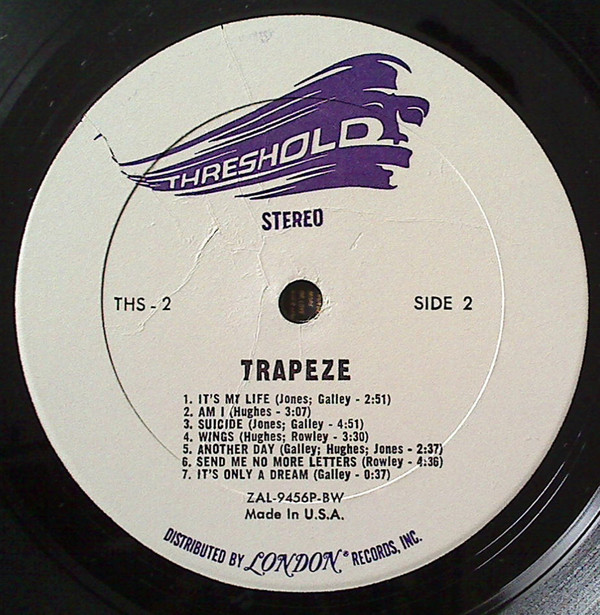 THRESHOLD
STEREO
THS - 2
SIDE 2
TRAPEZE
1. IT'S MY LIFE (Jones; Galley - 2:51)
2. AM I (Hughes - 3:07)
3. SUICIDE (Jones; Galley - 4:51)
4. WINGS (Hughes; Rowley - 3:30)
5. ANOTHER DAY (Galley; Hughes; Jones - 2:37)
6. SEND ME NO MORE LETTERS (Rowley - 4:36)
7. IT'S ONLY A DREAM (Galley - 0:37)
ZAL-9456P-BW
Made In U.S.A.
DISTRIBUTED BY LONDON® RECORDS, INC.